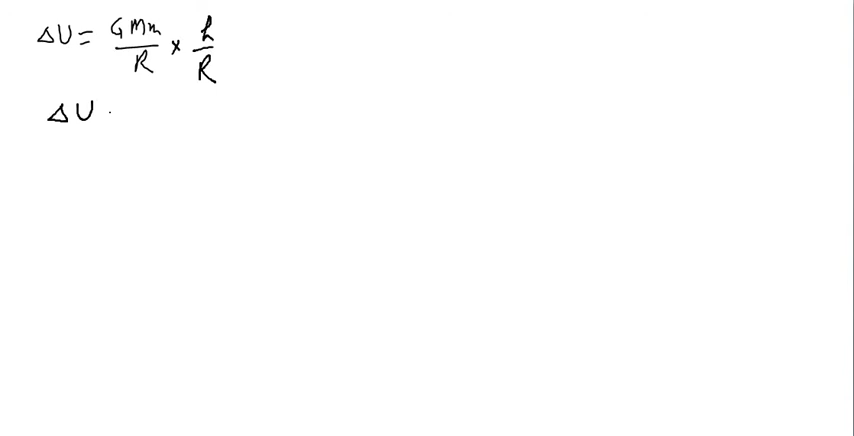 ΔU = GMm/R × h/R
ΔU